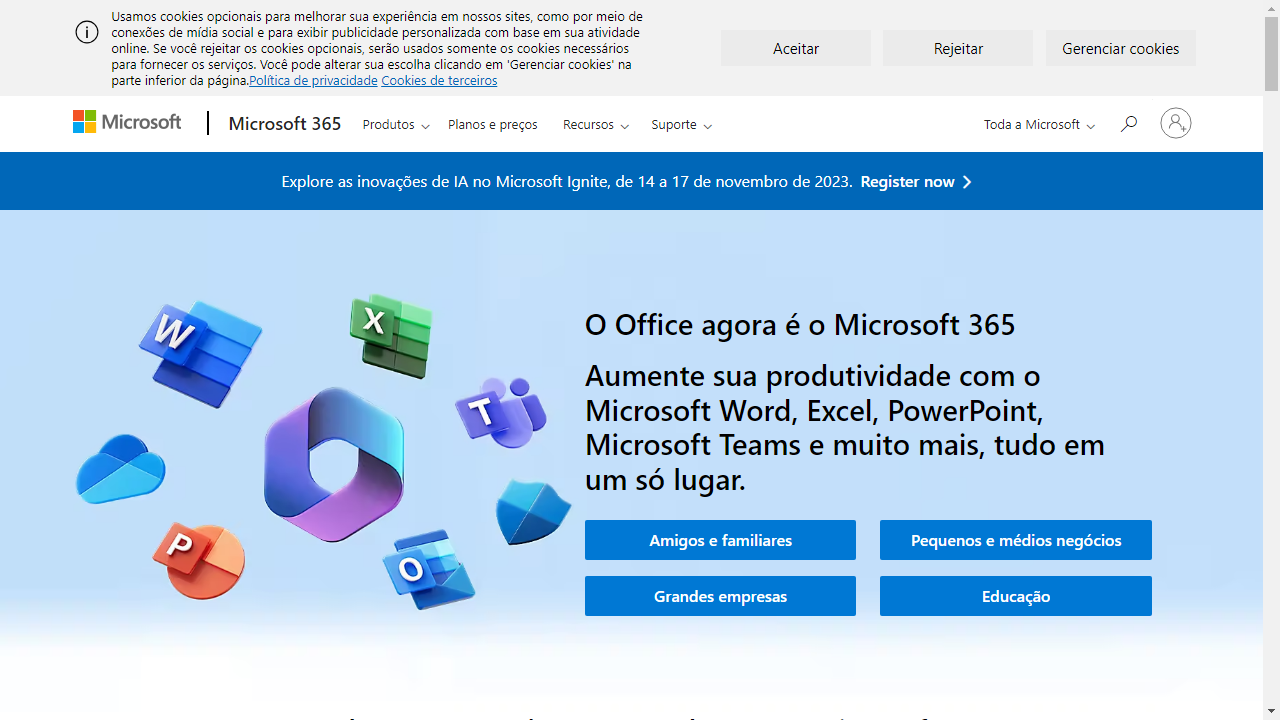 Usamos cookies opcionais para melhorar sua experiência em nossos sites, como por meio de
conexões de mídia social e para exibir publicidade personalizada com base em sua atividade
online. Se você rejeitar os cookies opcionais, serão usados somente os cookies necessários
para fornecer os serviços. Você pode alterar sua escolha clicando em 'Gerenciar cookies' na
parte inferior da página.Política de privacidade Cookies de terceiros
Aceitar
Rejeitar
Gerenciar cookies
Microsoft
Microsoft 365
Produtos
Planos e preços
Recursos
Suporte
Toda a Microsoft
Explore as inovações de IA no Microsoft Ignite, de 14 a 17 de novembro de 2023. Register now
W
X
T
P
O
O Office agora é o Microsoft 365
Aumente sua produtividade com o
Microsoft Word, Excel, PowerPoint,
Microsoft Teams e muito mais, tudo em
um só lugar.
Amigos e familiares
Pequenos e médios negócios
Grandes empresas
Educação